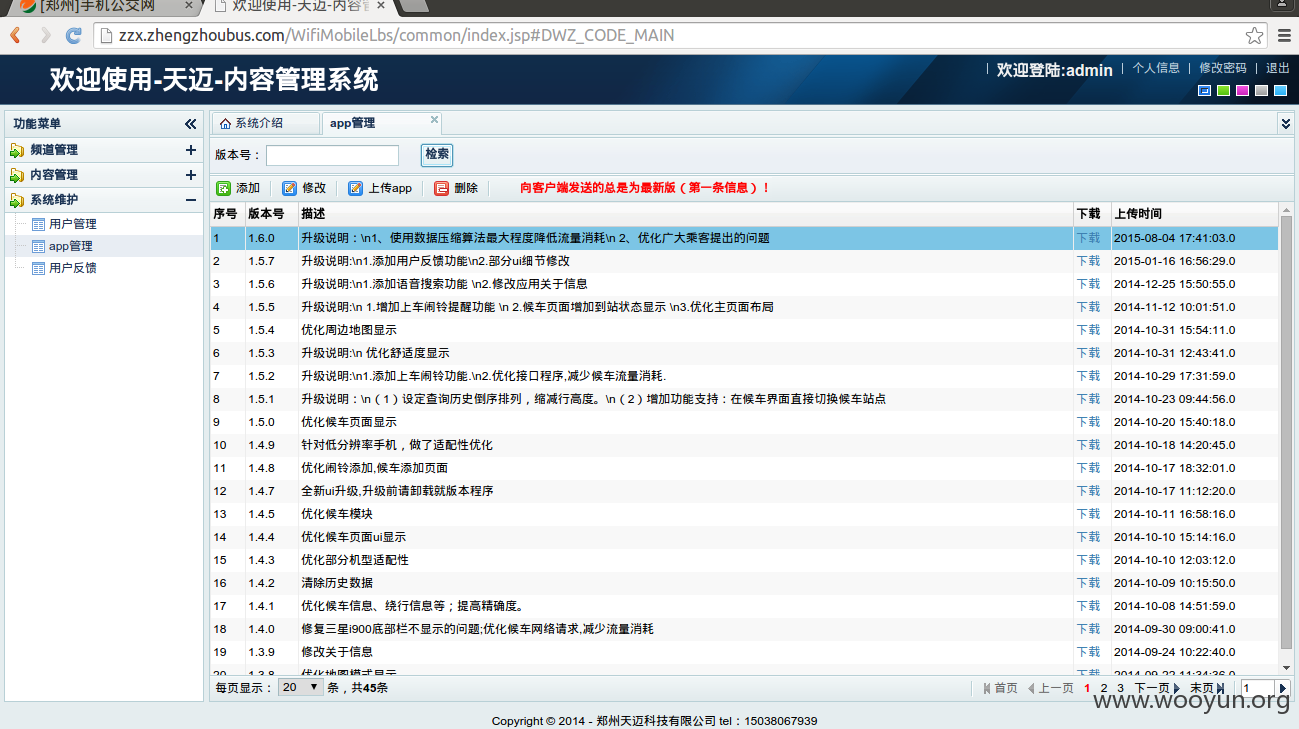 [郑州]手机公交网
欢迎使用-天迈-内容
zzx.zhengzhoubus.com/WifiMobileLbs/common/index.jsp#DWZ_CODE_MAIN
欢迎使用-天迈-内容管理系统
欢迎登陆:admin
个人信息
修改密码
退出
功能菜单
频道管理
内容管理
系统维护
用户管理
app管理
用户反馈
系统介绍
app管理
版本号：
检索
添加
修改
上传app
删除
向客户端发送的总是为最新版（第一条信息）！
序号 版本号 描述 下载 上传时间
1 1.6.0 升级说明：\n1、使用数据压缩算法最大程度降低流量消耗\n 2、优化广大乘客提出的问题 下载 2015-08-04 17:41:03.0
2 1.5.7 升级说明:\n1.添加用户反馈功能\n2.部分ui细节修改 下载 2015-01-16 16:56:29.0
3 1.5.6 升级说明:\n1.添加语音搜索功能 \n2.修改应用关于信息 下载 2014-12-25 15:50:55.0
4 1.5.5 升级说明:\n 1.增加上车闹铃提醒功能 \n 2.候车页面增加到站状态显示 \n3.优化主页面布局 下载 2014-11-12 10:01:51.0
5 1.5.4 优化周边地图显示 下载 2014-10-31 15:54:11.0
6 1.5.3 升级说明:\n 优化舒适度显示 下载 2014-10-31 12:43:41.0
7 1.5.2 升级说明:\n1.添加上车闹铃功能.\n2.优化接口程序,减少候车流量消耗. 下载 2014-10-29 17:31:59.0
8 1.5.1 升级说明：\n（1）设定查询历史倒序排列，缩减行高度。\n（2）增加功能支持：在候车界面直接切换候车站点 下载 2014-10-23 09:44:56.0
9 1.5.0 优化候车页面显示 下载 2014-10-20 15:40:18.0
10 1.4.9 针对低分辨率手机，做了适配性优化 下载 2014-10-18 14:20:45.0
11 1.4.8 优化闹铃添加,候车添加页面 下载 2014-10-17 18:32:01.0
12 1.4.7 全新ui升级,升级前请卸载就版本程序 下载 2014-10-17 11:12:20.0
13 1.4.5 优化候车模块 下载 2014-10-11 16:58:16.0
14 1.4.4 优化候车页面ui显示 下载 2014-10-10 15:14:16.0
15 1.4.3 优化部分机型适配性 下载 2014-10-10 12:03:12.0
16 1.4.2 清除历史数据 下载 2014-10-09 10:15:50.0
17 1.4.1 优化候车信息、绕行信息等；提高精确度。 下载 2014-10-08 14:51:59.0
18 1.4.0 修复三星i900底部栏不显示的问题;优化候车网络请求,减少流量消耗 下载 2014-09-30 09:00:41.0
19 1.3.9 修改关于信息 下载 2014-09-24 10:22:40.0
20 1.3.8 优化地图模式显示 下载 2014-09-22 11:34:36.0
每页显示： 20 条，共45条
首页 上一页 1 2 3 下一页 末页 1
www.wooyun.org
Copyright © 2014 - 郑州天迈科技有限公司 tel：15038067939